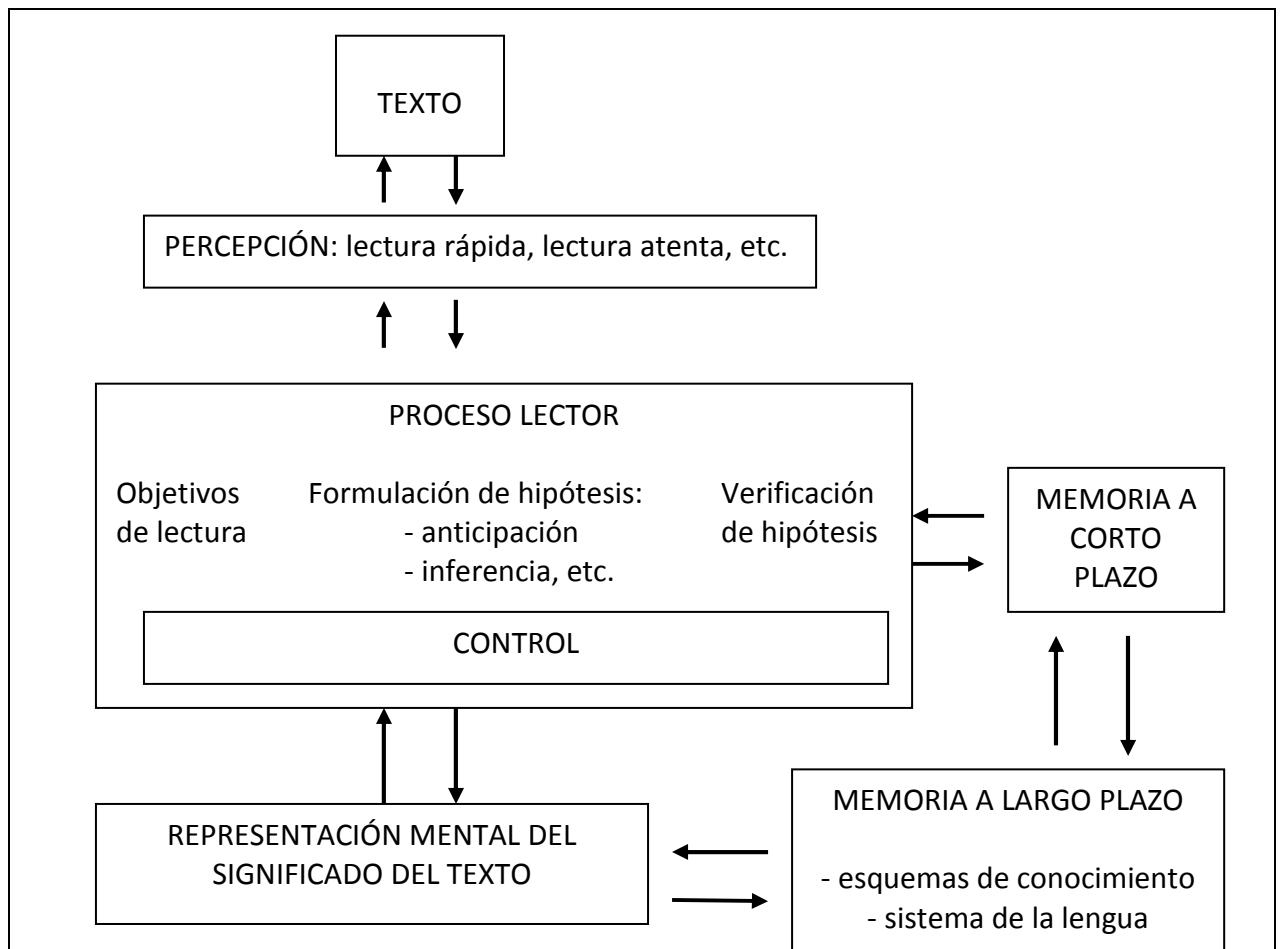 TEXTO
PERCEPCIÓN: lectura rápida, lectura atenta, etc.
PROCESO LECTOR
Objetivos
de lectura
Formulación de hipótesis:
- anticipación
- inferencia, etc.
Verificación
de hipótesis
CONTROL
MEMORIA A
CORTO
PLAZO
REPRESENTACIÓN MENTAL DEL
SIGNIFICADO DEL TEXTO
MEMORIA A LARGO PLAZO
- esquemas de conocimiento
- sistema de la lengua